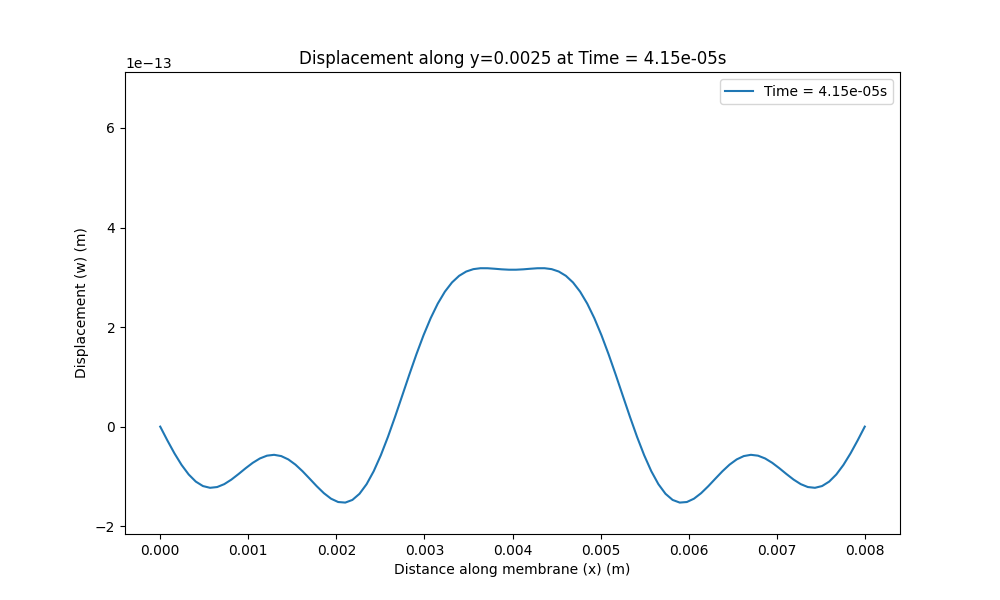 Displacement along y=0.0025 at Time = 4.15e-05s
1e−13
Time = 4.15e-05s
6
4
2
0
−2
Displacement (w) (m)
0.000 0.001 0.002 0.003 0.004 0.005 0.006 0.007 0.008
Distance along membrane (x) (m)